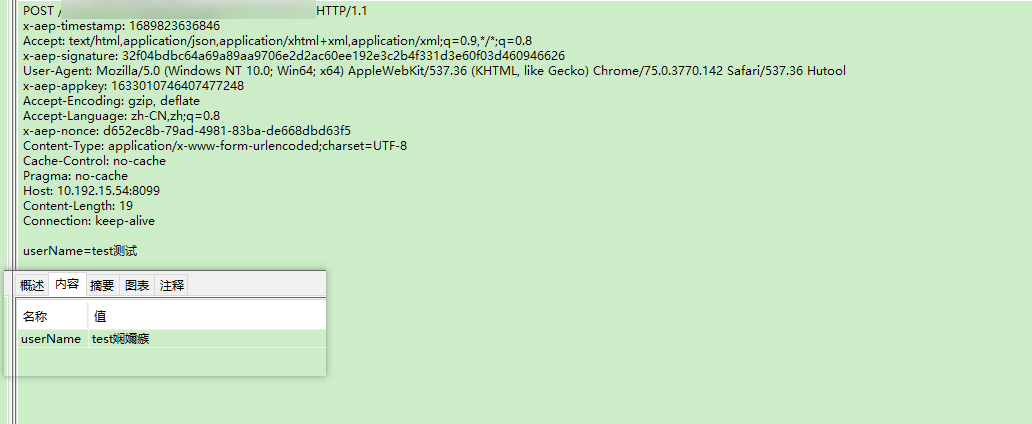 POST / HTTP/1.1
x-aep-timestamp: 1689823636846
Accept: text/html,application/json,application/xhtml+xml,application/xml;q=0.9,*/*;q=0.8
x-aep-signature: 32f04bdbc64a69a89aa9706e2d2ac60ee192e3c2b4f331d3e60f03d460946626
User-Agent: Mozilla/5.0 (Windows NT 10.0; Win64; x64) AppleWebKit/537.36 (KHTML, like Gecko) Chrome/75.0.3770.142 Safari/537.36 Hutool
x-aep-appkey: 1633010746407477248
Accept-Encoding: gzip, deflate
Accept-Language: zh-CN,zh;q=0.8
x-aep-nonce: d652ec8b-79ad-4981-83ba-de668dbd63f5
Content-Type: application/x-www-form-urlencoded;charset=UTF-8
Cache-Control: no-cache
Pragma: no-cache
Host: 10.192.15.54:8099
Content-Length: 19
Connection: keep-alive
userName=test测试
概述 内容 摘要 图表 注释
名称 值
userName test娴嬭瘯